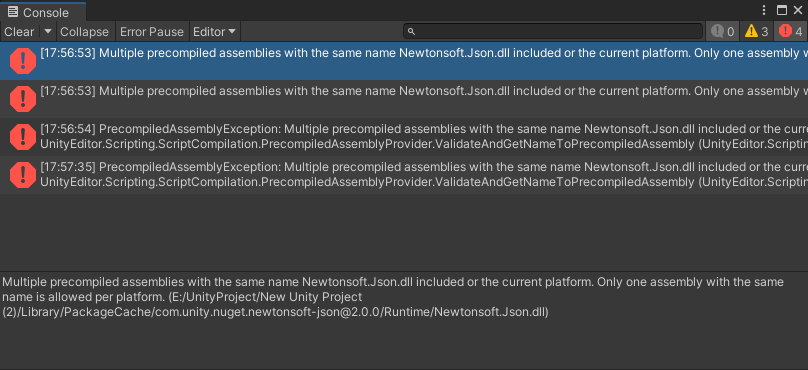 Console
Clear Collapse Error Pause Editor 0 3 4
[17:56:53] Multiple precompiled assemblies with the same name Newtonsoft.Json.dll included or the current platform. Only one assembly w
[17:56:53] Multiple precompiled assemblies with the same name Newtonsoft.Json.dll included or the current platform. Only one assembly w
[17:56:54] PrecompiledAssemblyException: Multiple precompiled assemblies with the same name Newtonsoft.Json.dll included or the curre
UnityEditor.Scripting.ScriptCompilation.PrecompiledAssemblyProvider.ValidateAndGetNameToPrecompiledAssembly (UnityEditor.Scripting
[17:57:35] PrecompiledAssemblyException: Multiple precompiled assemblies with the same name Newtonsoft.Json.dll included or the curre
UnityEditor.Scripting.ScriptCompilation.PrecompiledAssemblyProvider.ValidateAndGetNameToPrecompiledAssembly (UnityEditor.Scripting
Multiple precompiled assemblies with the same name Newtonsoft.Json.dll included or the current platform. Only one assembly with the same
name is allowed per platform. (E:/UnityProject/New Unity Project
(2)/Library/PackageCache/com.unity.nuget.newtonsoft-json@2.0.0/Runtime/Newtonsoft.Json.dll)